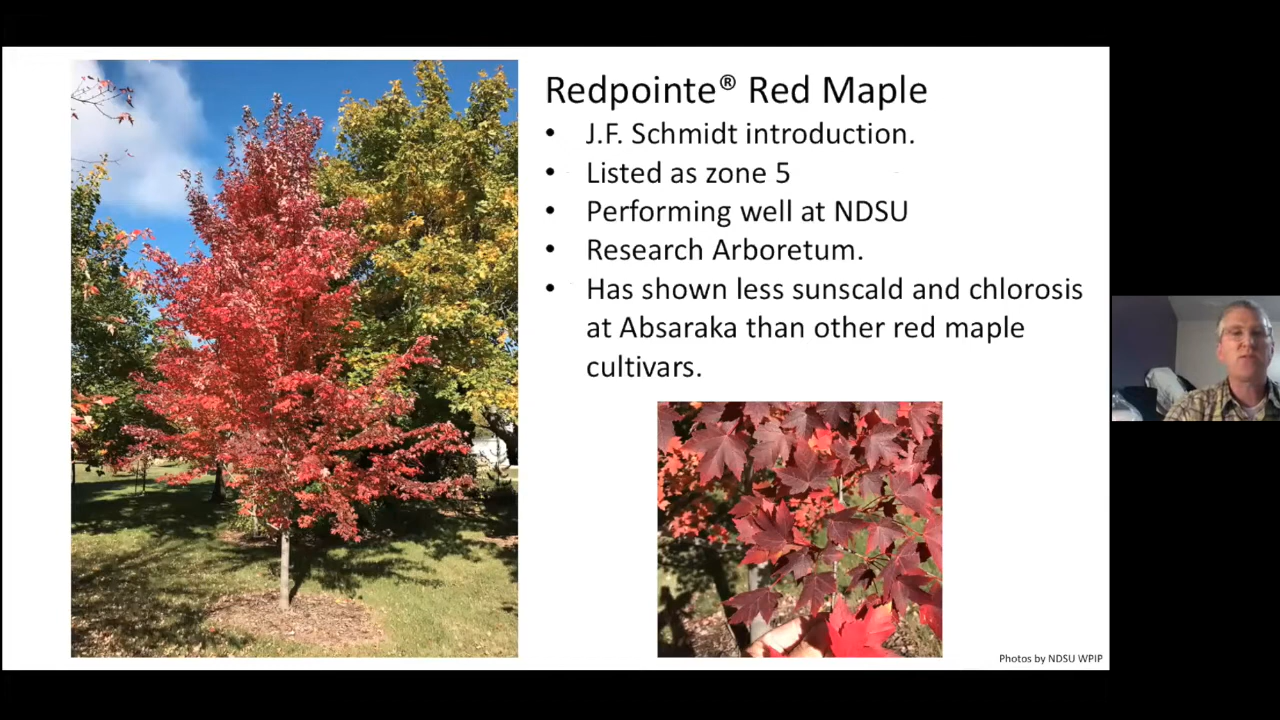 Redpointe® Red Maple
• J.F. Schmidt introduction.
• Listed as zone 5
• Performing well at NDSU
• Research Arboretum.
• Has shown less sunscald and chlorosis
at Absaraka than other red maple
cultivars.
Photos by NDSU WPIP